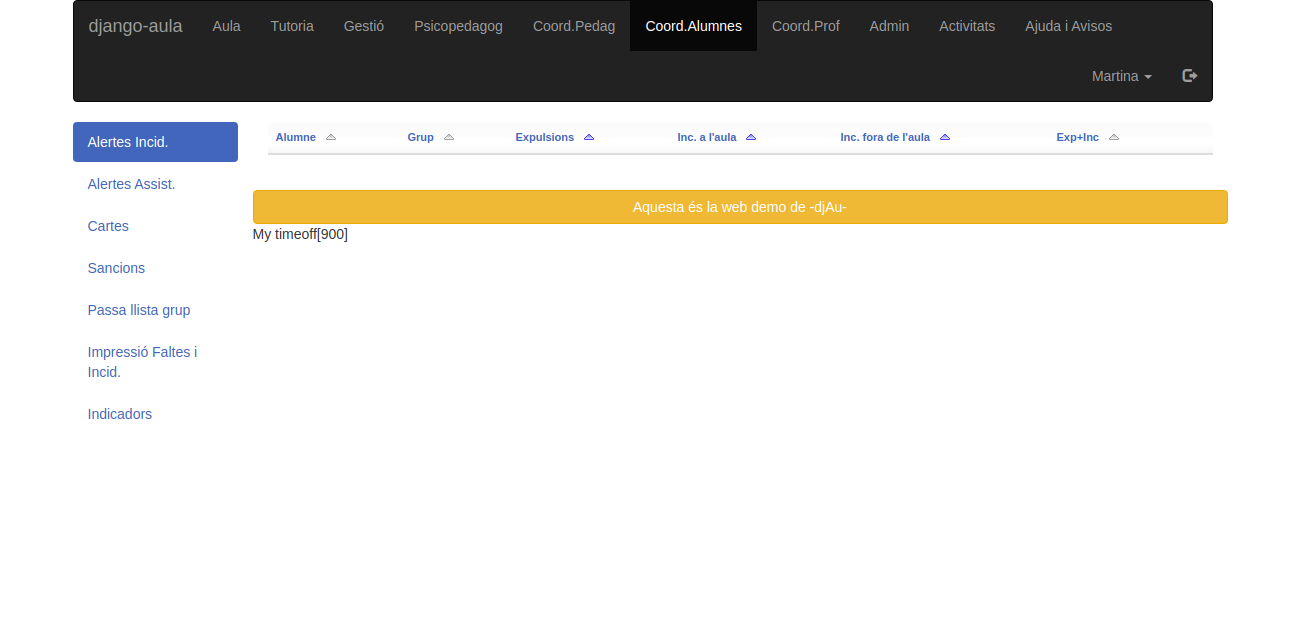 django-aula Aula Tutoria Gestió Psicopedagog Coord.Pedag Coord.Alumnes Coord.Prof Admin Activitats Ajuda i Avisos
Martina
Alertes Incid.
Alertes Assist.
Cartes
Sancions
Passa llista grup
Impressió Faltes i
Incid.
Indicadors
Alumne Grup Expulsions Inc. a l'aula Inc. fora de l'aula Exp+Inc
Aquesta és la web demo de -djAu-
My timeoff[900]